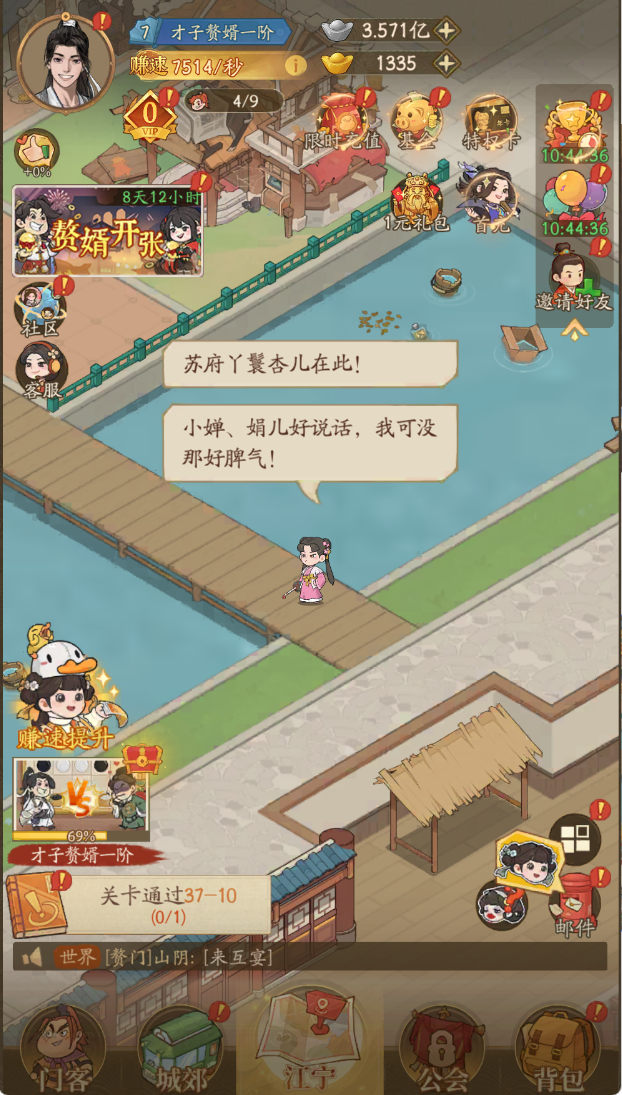 7 才子赘婿一阶
3.571亿
赚速 7514/秒
1335
0
VIP
4/9
+0%
限时充值
基金
特权卡
10:44:36
8天12小时
赘婿开张
1元礼包
首充
10:44:36
社区
邀请好友
客服
苏府丫鬟杏儿在此!
小婵、娟儿好说话，我可没
那好脾气!
赚速提升
VS
69%
才子赘婿一阶
关卡通过37-10
(0/1)
邮件
世界 [赘门]山阴: [来互宴]
门客
城郊
江宁
公会
背包